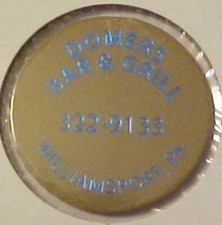 DOMERS
BAR & GRILL
322-9133
WILLIAMSPORT, PA